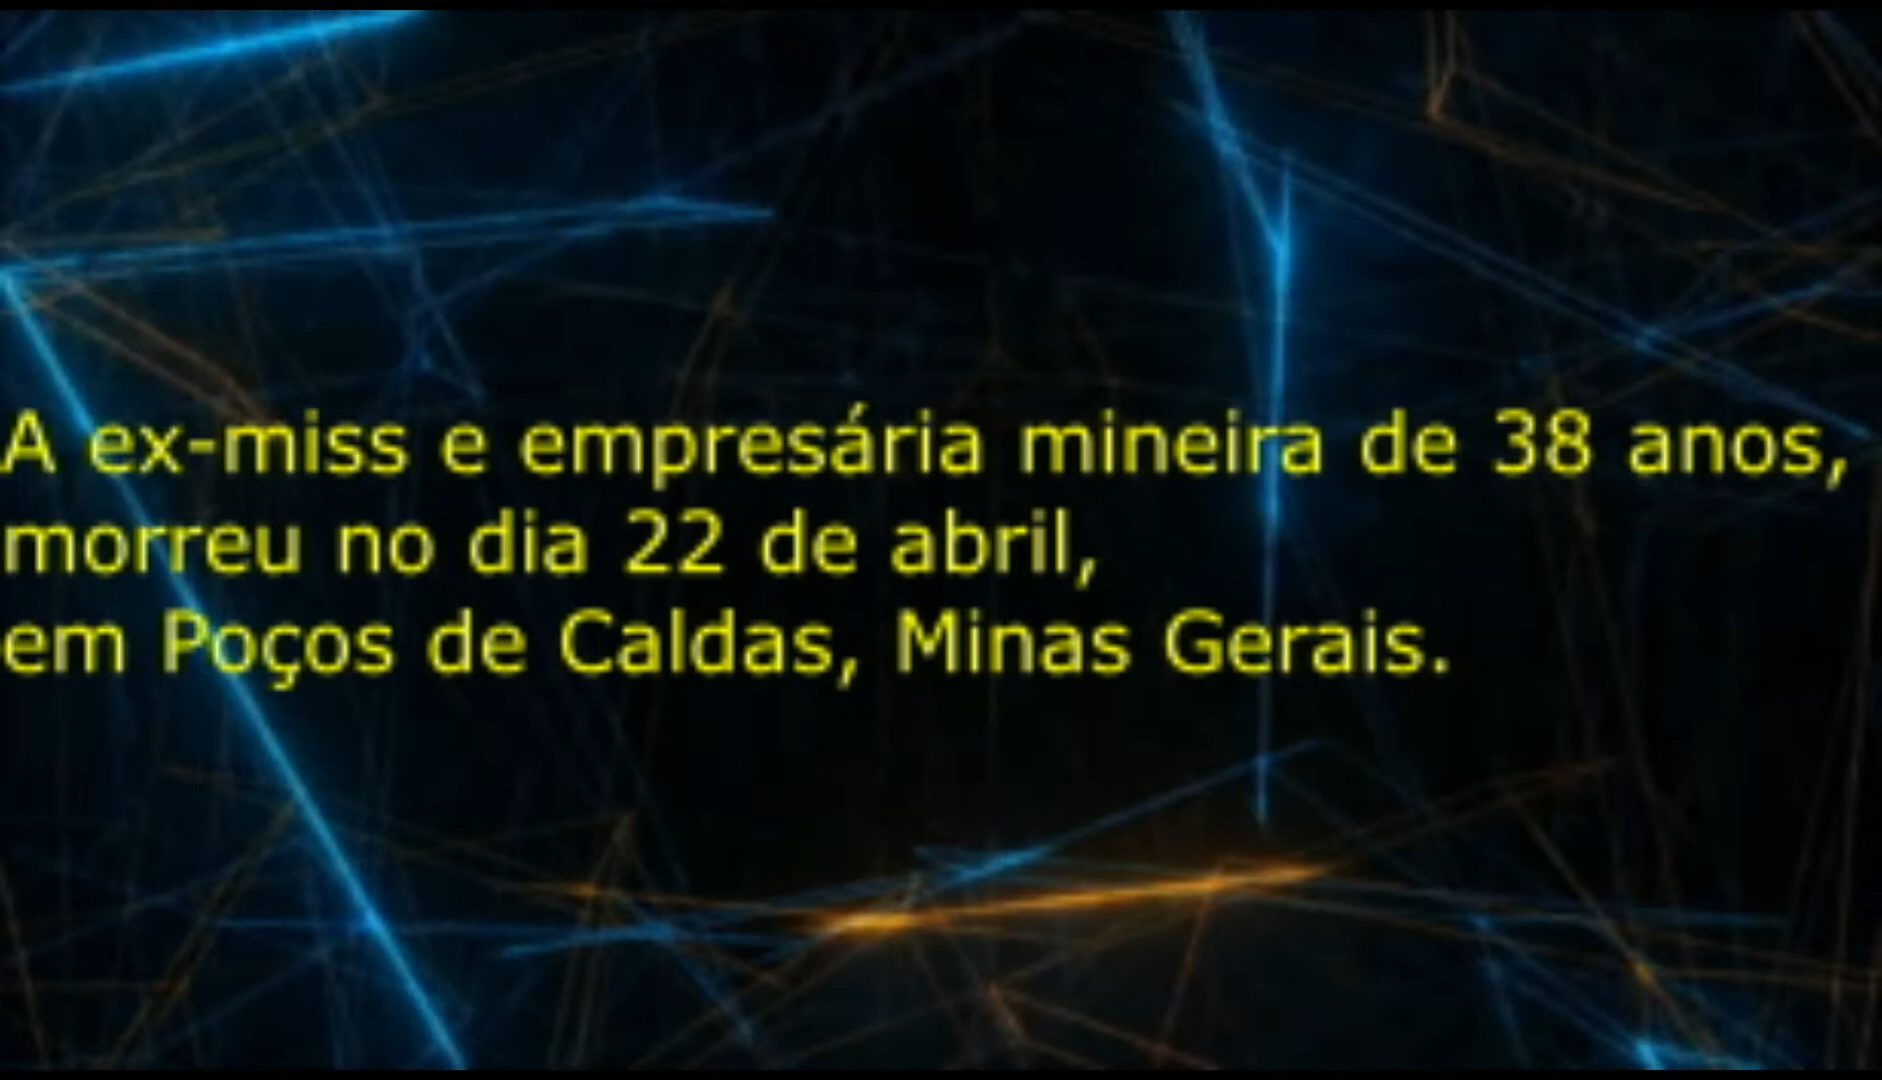 A ex-miss e empresária mineira de 38 anos,
morreu no dia 22 de abril,
em Poços de Caldas, Minas Gerais.